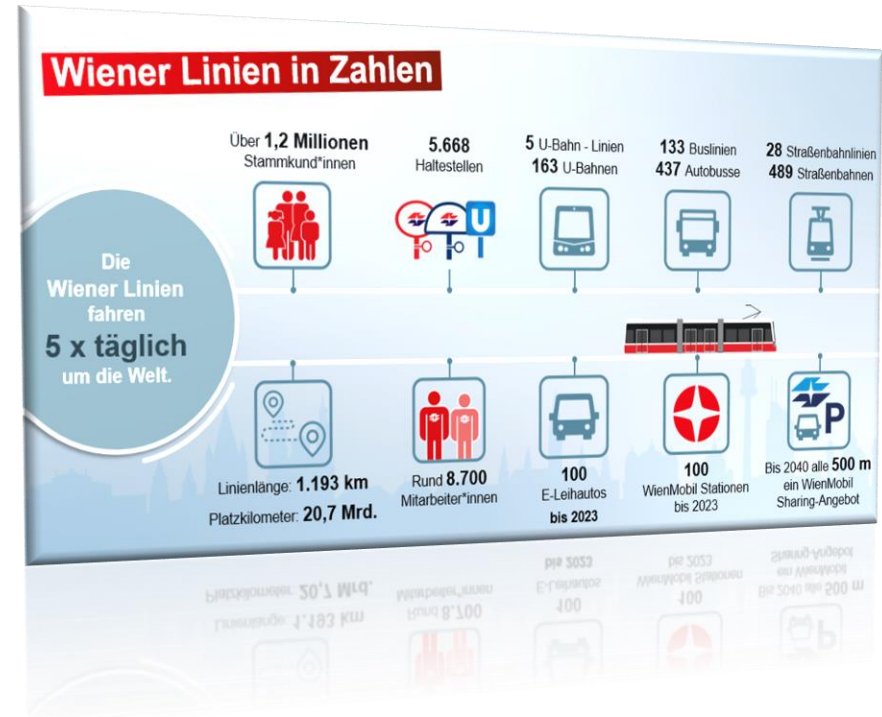 Wiener Linien in Zahlen
Über 1,2 Millionen
Stammkund*innen
5.668
Haltestellen
U
5 U-Bahn - Linien
163 U-Bahnen
133 Buslinien
437 Autobusse
28 Straßenbahnlinien
489 Straßenbahnen
Die
Wiener Linien
fahren
5 x täglich
um die Welt.
Linienlänge: 1.193 km
Platzkilometer: 20,7 Mrd.
Rund 8.700
Mitarbeiter*innen
100
E-Leihautos
bis 2023
100
WienMobil Stationen
bis 2023
P
Bis 2040 alle 500 m
ein WienMobil
Sharing-Angebot